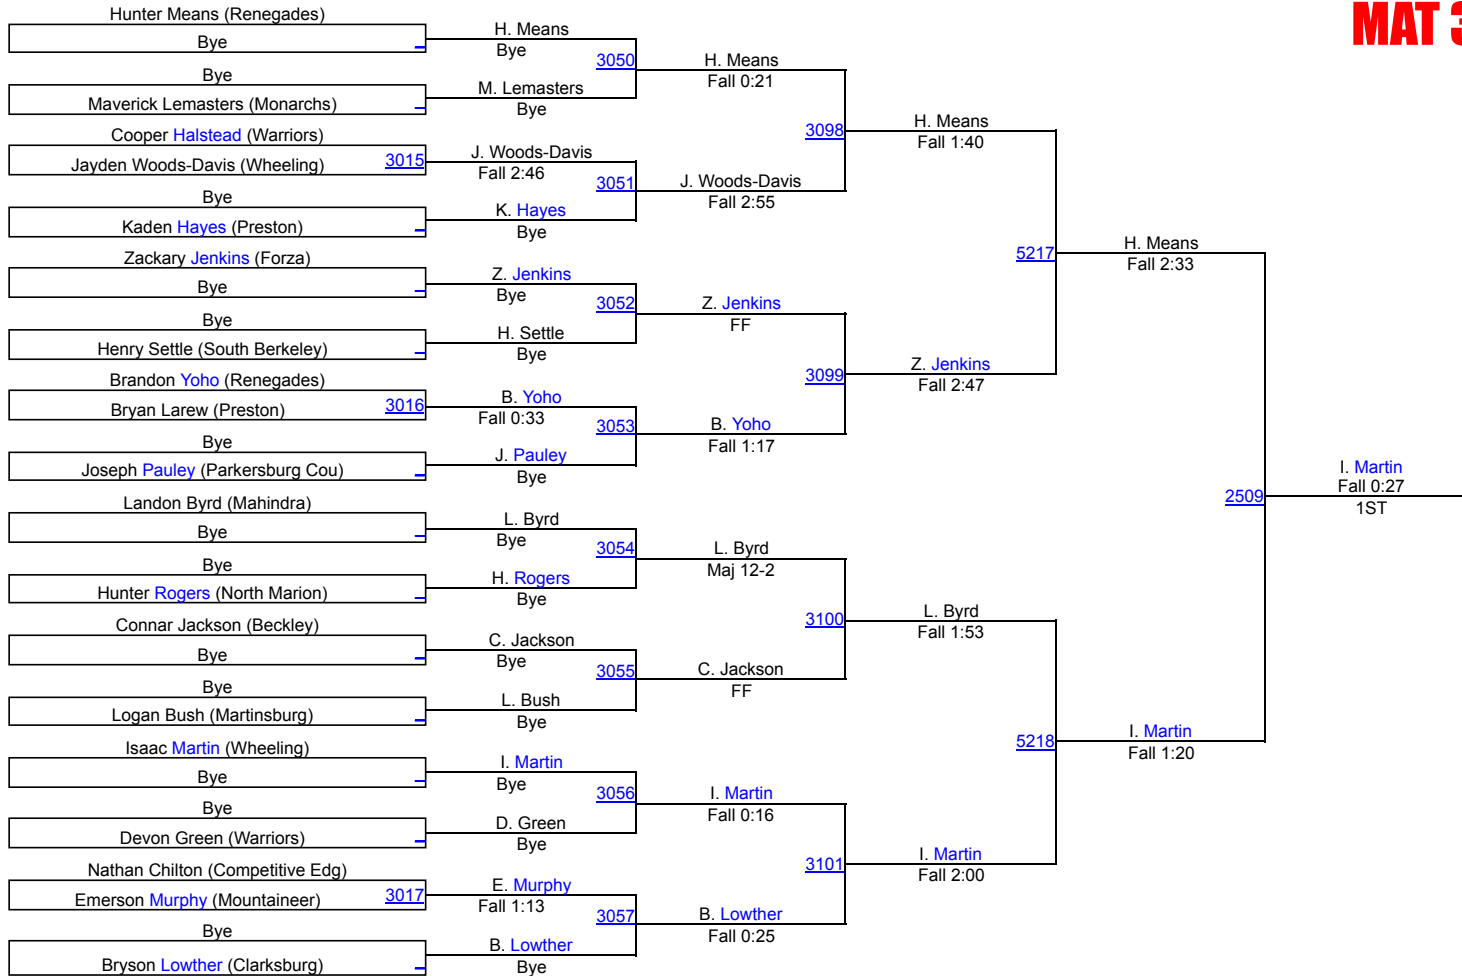 MAT 3
Hunter Means (Renegades)
Bye
Bye
Maverick Lemasters (Monarchs)
Cooper Halstead (Warriors)
Jayden Woods-Davis (Wheeling) 3015
Bye
Kaden Hayes (Preston)
Zackary Jenkins (Forza)
Bye
Bye
Henry Settle (South Berkeley)
Brandon Yoho (Renegades)
Bryan Larew (Preston) 3016
Bye
Joseph Pauley (Parkersburg Cou)
Landon Byrd (Mahindra)
Bye
Bye
Hunter Rogers (North Marion)
Connar Jackson (Beckley)
Bye
Bye
Logan Bush (Martinsburg)
Isaac Martin (Wheeling)
Bye
Bye
Devon Green (Warriors)
Nathan Chilton (Competitive Edg)
Emerson Murphy (Mountaineer) 3017
Bye
Bryson Lowther (Clarksburg)
H. Means
Bye
3050
M. Lemasters
Bye
J. Woods-Davis
Fall 2:46
3051
K. Hayes
Bye
Z. Jenkins
Bye
3052
H. Settle
Bye
B. Yoho
Fall 0:33
3053
J. Pauley
Bye
L. Byrd
Bye
3054
H. Rogers
Bye
C. Jackson
Bye
3055
L. Bush
Bye
I. Martin
Bye
3056
D. Green
Bye
E. Murphy
Fall 1:13
3057
B. Lowther
Bye
H. Means
Fall 0:21
3098
J. Woods-Davis
Fall 2:55
Z. Jenkins
FF
3099
B. Yoho
Fall 1:17
L. Byrd
Maj 12-2
3100
C. Jackson
FF
I. Martin
Fall 0:16
3101
B. Lowther
Fall 0:25
H. Means
Fall 1:40
5217
Z. Jenkins
Fall 2:47
L. Byrd
Fall 1:53
5218
I. Martin
Fall 2:00
H. Means
Fall 2:33
2509
I. Martin
Fall 1:20
I. Martin
Fall 0:27
1ST